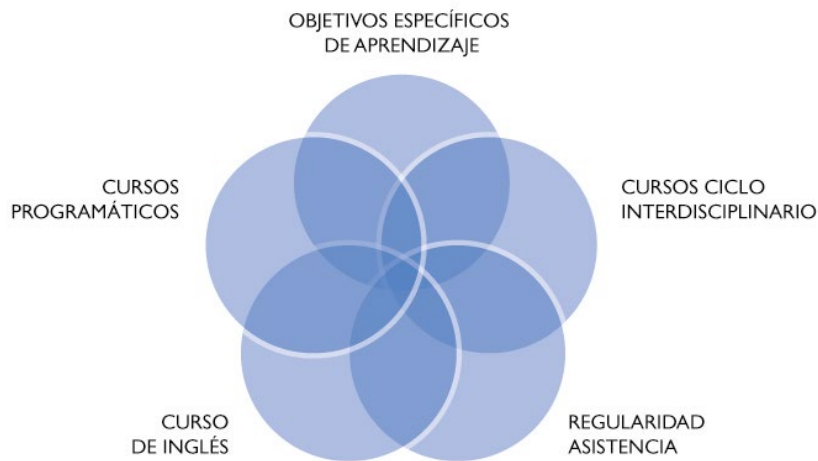 OBJETIVOS ESPECÍFICOS
DE APRENDIZAJE
CURSOS
PROGRAMÁTICOS
CURSOS CICLO
INTERDISCIPLINARIO
CURSO
DE INGLÉS
REGULARIDAD
ASISTENCIA